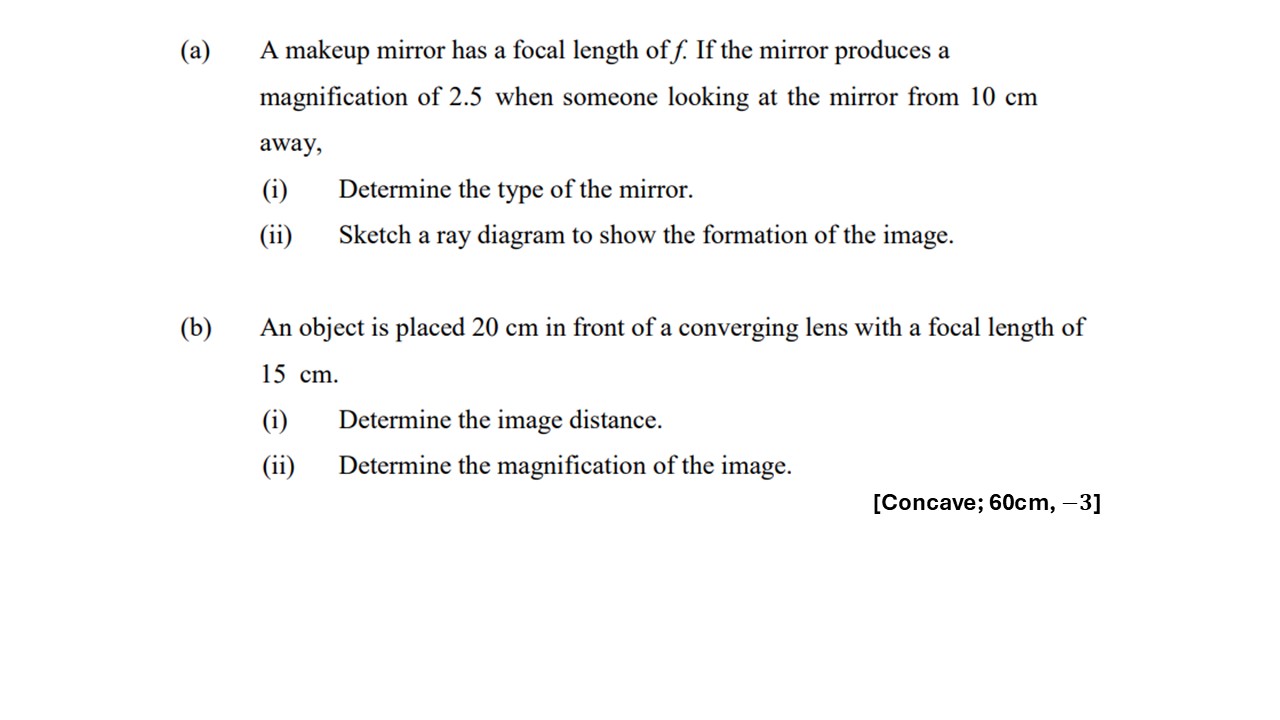 (a) A makeup mirror has a focal length of f. If the mirror produces a
magnification of 2.5 when someone looking at the mirror from 10 cm
away,
(i) Determine the type of the mirror.
(ii) Sketch a ray diagram to show the formation of the image.
(b) An object is placed 20 cm in front of a converging lens with a focal length of
15 cm.
(i) Determine the image distance.
(ii) Determine the magnification of the image.
[Concave; 60cm, −3]